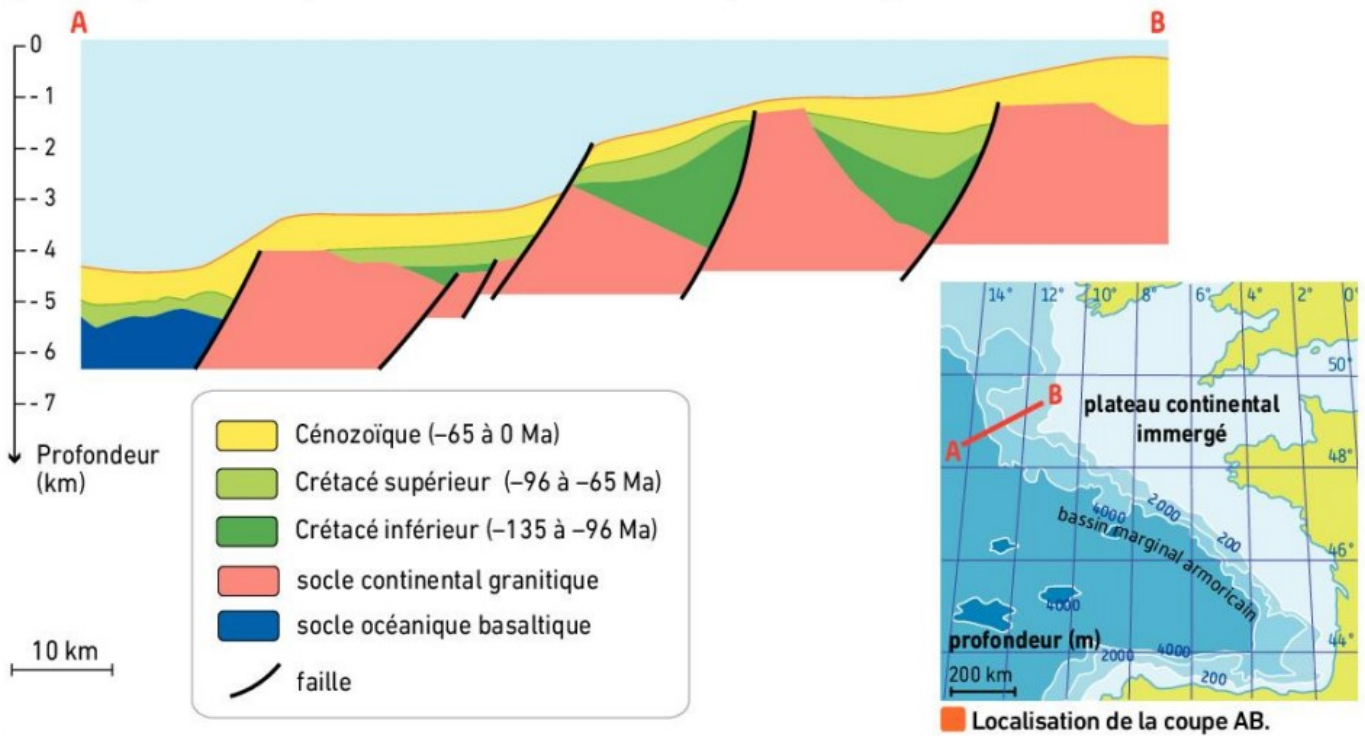 A
B
0
-1
-2
-3
-4
-5
-6
-7
Profondeur
(km)
10 km
Cénozoïque (–65 à 0 Ma)
Crétacé supérieur (–96 à –65 Ma)
Crétacé inférieur (–135 à –96 Ma)
socle continental granitique
socle océanique basaltique
faille
14° 12° 10° 8° 6° 4° 2° 0°
50°
B
plateau continental
immergé
A
48°
4000
2000
200
bassin marginal armoricain
46°
4000
profondeur (m)
44°
2000
4000
200
200 km
Localisation de la coupe AB.